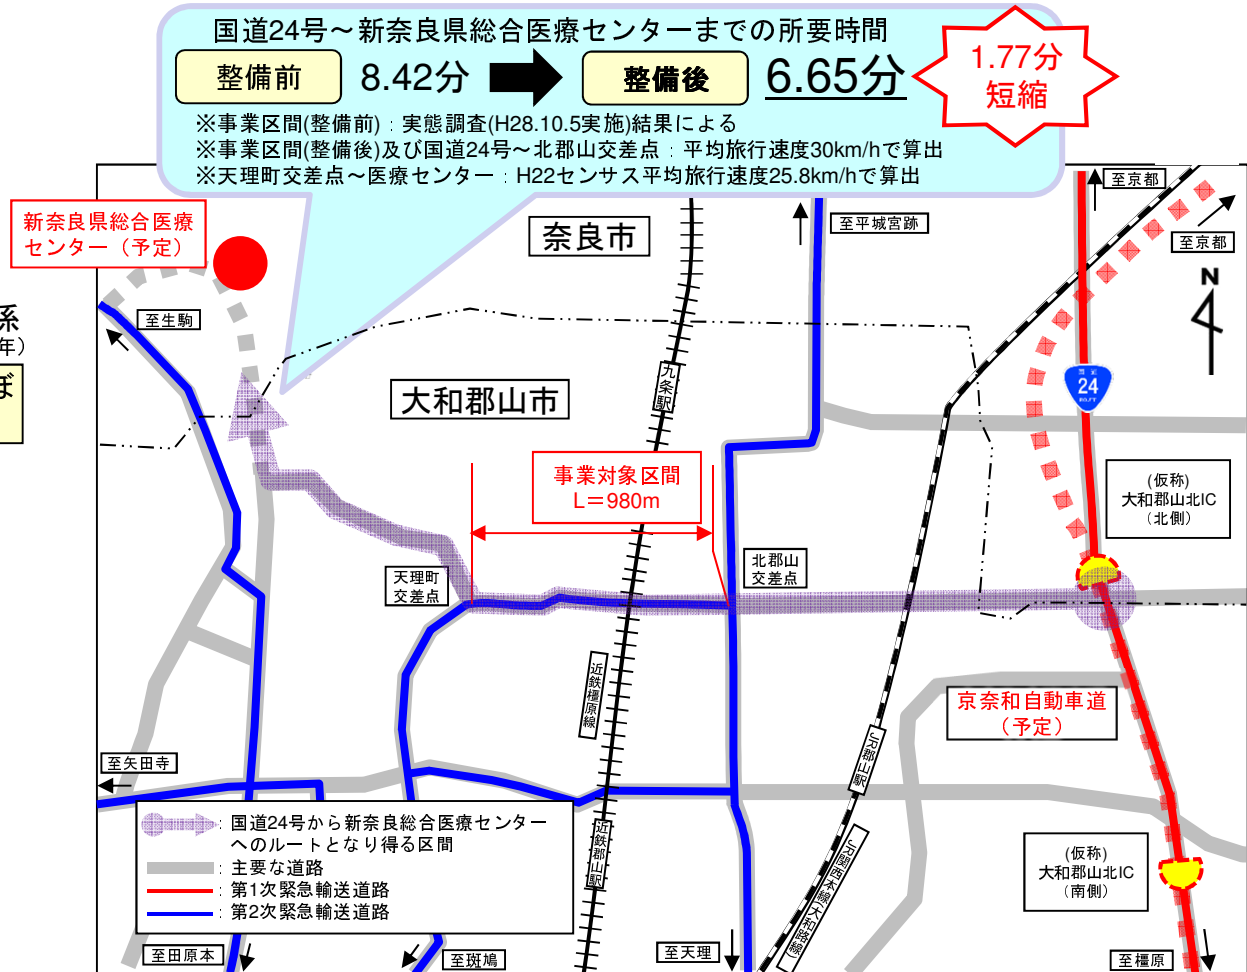 国道24号～新奈良県総合医療センターまでの所要時間
整備前
8.42分
整備後
6.65分
1.77分
短縮
※事業区間(整備前)：実態調査(H28.10.5実施)結果による
※事業区間(整備後)及び国道24号～北郡山交差点：平均旅行速度30km/hで算出
※天理町交差点～医療センター：H22センサス平均旅行速度25.8km/hで算出
新奈良県総合医療
センター（予定）
奈良市
至平城宮跡
至京都
至京都
N
係
年）
ぼ
至生駒
大和郡山市
九条駅
24
事業対象区間
L＝980m
(仮称)
大和郡山北IC
（北側）
天理町
交差点
北郡山
交差点
近鉄橿原線
京奈和自動車道
（予定）
JR郡山駅
至矢田寺
：国道24号から新奈良総合医療センター
へのルートとなり得る区間
：主要な道路
：第1次緊急輸送道路
：第2次緊急輸送道路
近鉄郡山駅
JR関西本線(大和路線)
(仮称)
大和郡山北IC
（南側）
至田原本
至斑鳩
至天理
至橿原